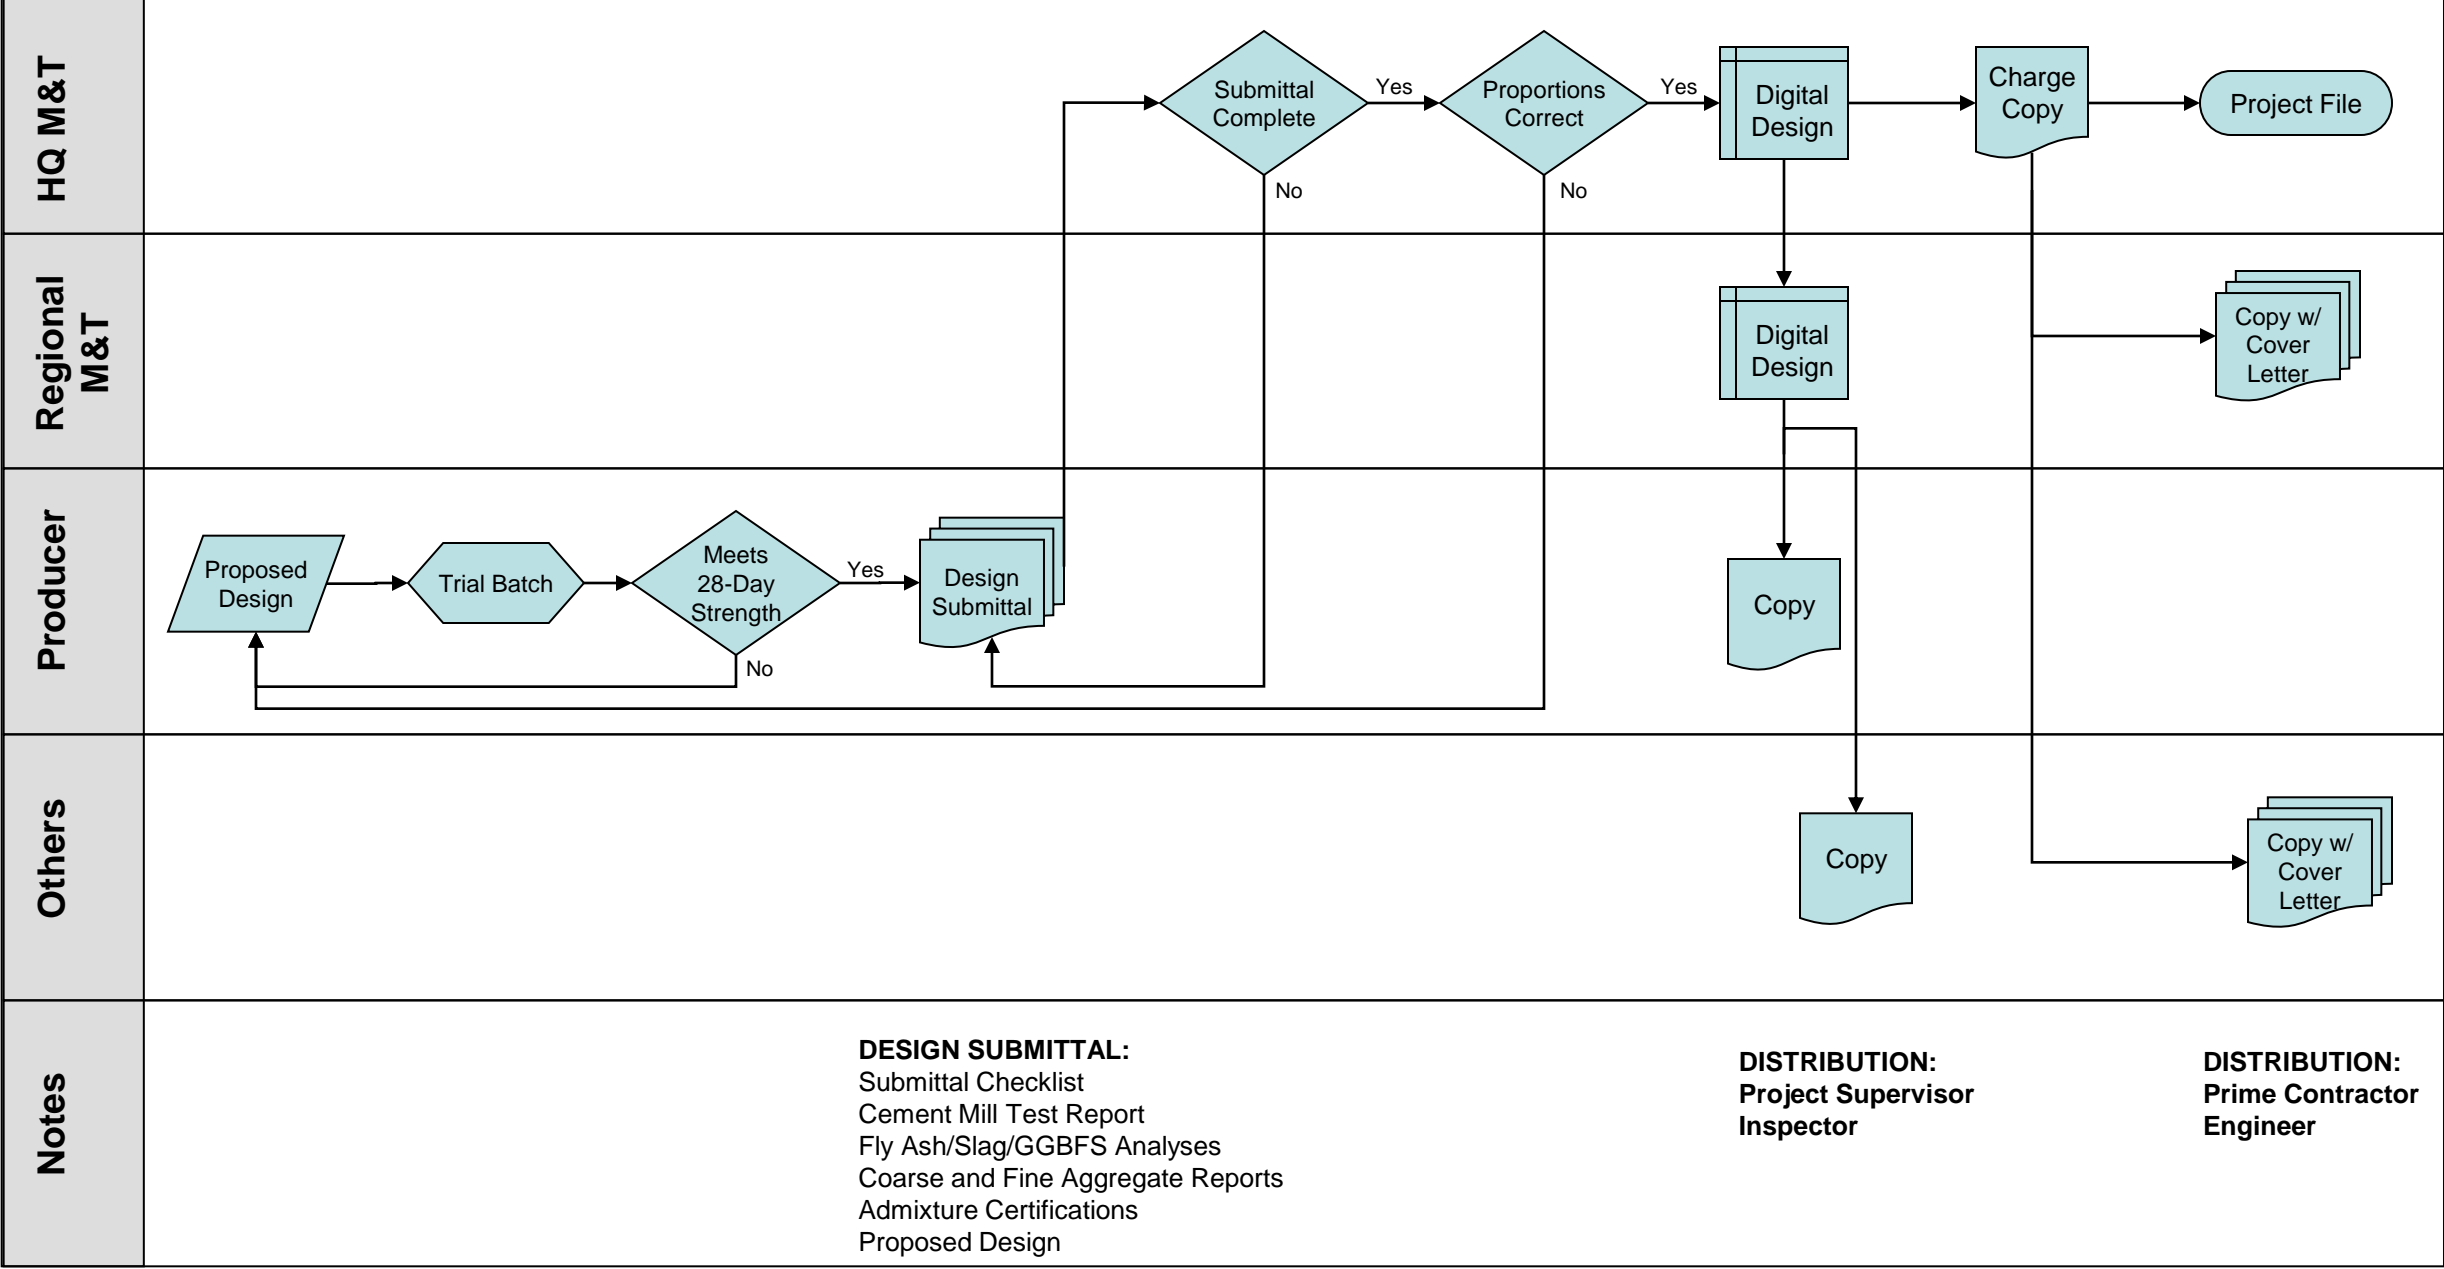 HQ M&T
Submittal
Complete
Yes
No
Proportions
Correct
Yes
No
Digital
Design
Charge
Copy
Project File
Regional
M&T
Digital
Design
Copy w/
Cover
Letter
Producer
Proposed
Design
Trial Batch
Meets
28-Day
Strength
Yes
No
Design
Submittal
Copy
Others
Copy
Copy w/
Cover
Letter
Notes
DESIGN SUBMITTAL:
Submittal Checklist
Cement Mill Test Report
Fly Ash/Slag/GGBFS Analyses
Coarse and Fine Aggregate Reports
Admixture Certifications
Proposed Design
DISTRIBUTION:
Project Supervisor
Inspector
DISTRIBUTION:
Prime Contractor
Engineer